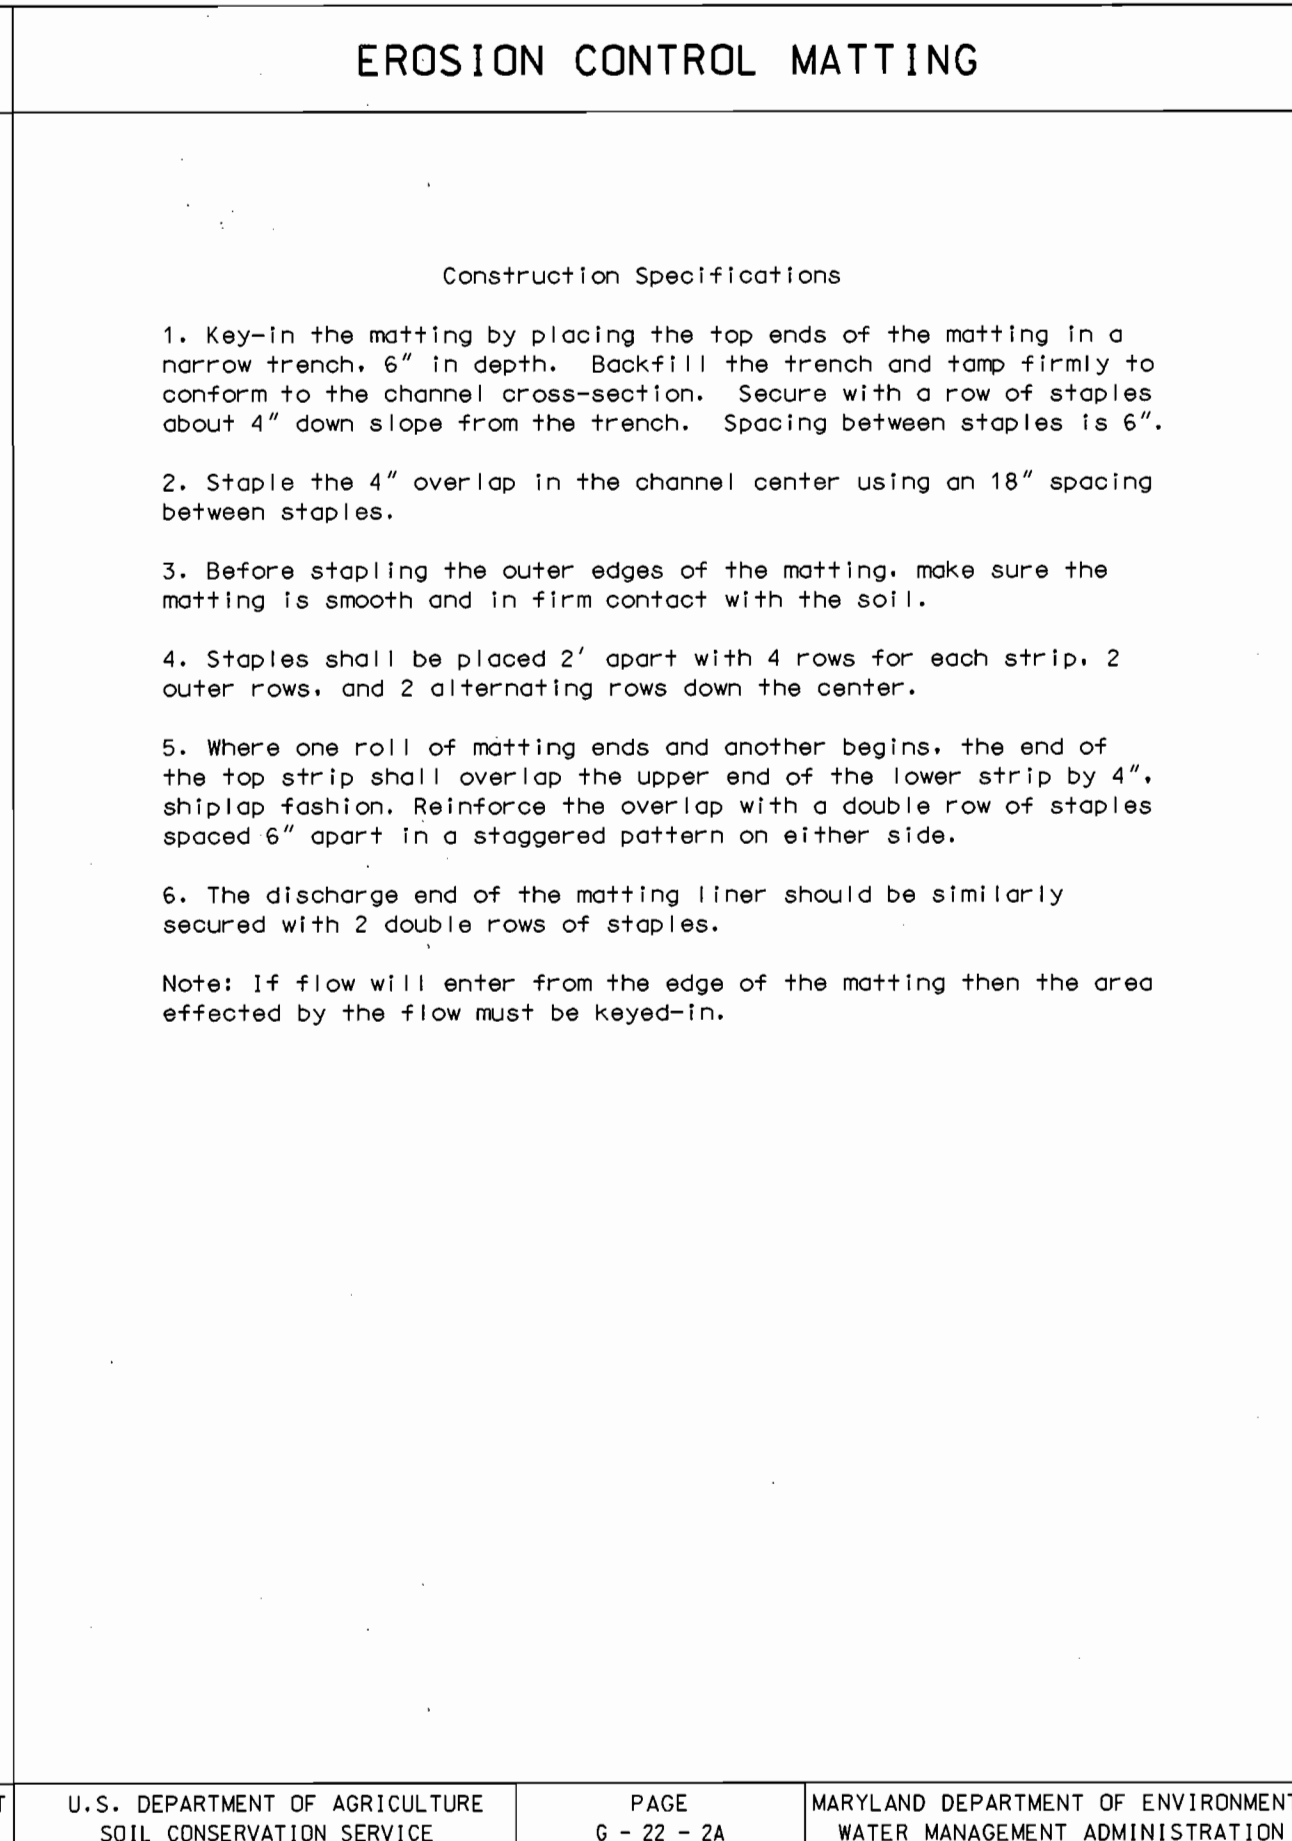 EROSION CONTROL MATTING
Construction Specifications
1. Key-in the matting by placing the top ends of the matting in a
narrow trench, 6" in depth. Backfill the trench and tamp firmly to
conform to the channel cross-section. Secure with a row of staples
about 4" down slope from the trench. Spacing between staples is 6".
2. Staple the 4" overlap in the channel center using an 18" spacing
between staples.
3. Before stapling the outer edges of the matting, make sure the
matting is smooth and in firm contact with the soil.
4. Staples shall be placed 2' apart with 4 rows for each strip, 2
outer rows, and 2 alternating rows down the center.
5. Where one roll of matting ends and another begins, the end of
the top strip shall overlap the upper end of the lower strip by 4",
shiplap fashion. Reinforce the overlap with a double row of staples
spaced 6" apart in a staggered pattern on either side.
6. The discharge end of the matting liner should be similarly
secured with 2 double rows of staples.
Note: If flow will enter from the edge of the matting then the area
effected by the flow must be keyed-in.
T
U.S. DEPARTMENT OF AGRICULTURE
SOIL CONSERVATION SERVICE
PAGE
G - 22 - 2A
MARYLAND DEPARTMENT OF ENVIRONMENT
WATER MANAGEMENT ADMINISTRATION